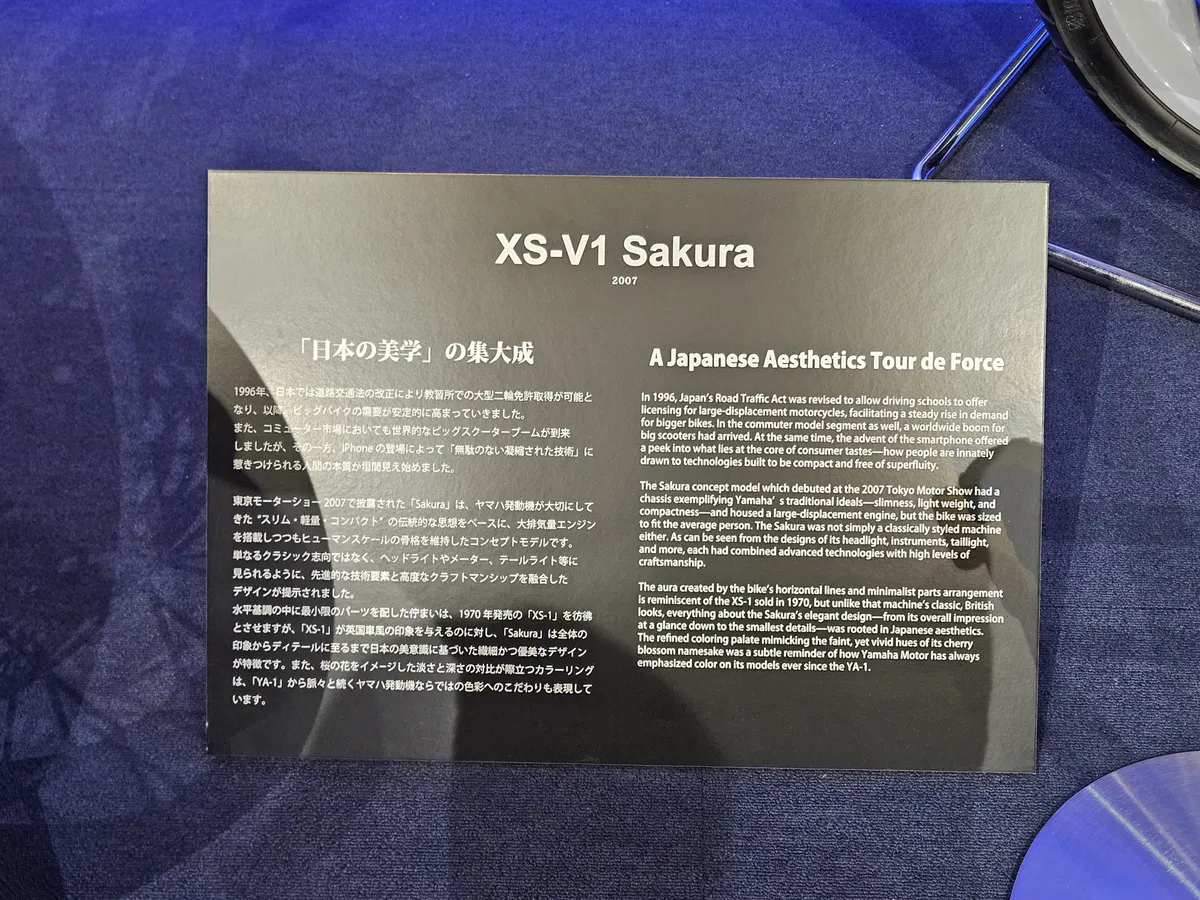 XS-V1 Sakura
2007
「日本の美学」の集大成
1996年、日本では道路交通法の改正により教習所での大型二輪免許取得が可能と
なり、以降、ビッグバイクの需要が安定的に高まっていきました。
また、コミューター市場においても世界的なビッグスクーターブームが到来
しましたが、その一方、iPhone の登場によって「無駄のない凝縮された技術」に
惹きつけられる人間の本質が垣間見え始めました。
東京モーターショー 2007で披露された「Sakura」は、ヤマハ発動機が大切にして
きた “スリム・軽量・コンパクト” の伝統的な思想をベースに、大排気量エンジン
を搭載しつつもヒューマンスケールの骨格を維持したコンセプトモデルです。
単なるクラシック志向ではなく、ヘッドライトやメーター、テールライト等に
見られるように、先進的な技術要素と高度なクラフトマンシップを融合した
デザインが提示されました。
水平基調の中に最小限のパーツを配した佇まいは、1970 年発売の「XS-1」を彷彿
とさせますが、「XS-1」が英国車風の印象を与えるのに対し、「Sakura」は全体の
印象からディテールに至るまで日本の美意識に基づいた繊細かつ優美なデザイン
が特徴です。また、桜の花をイメージした淡さと深さの対比が際立つカラーリング
は、「YA-1」から脈々と続くヤマハ発動機ならではの色彩へのこだわりも表現して
います。
A Japanese Aesthetics Tour de Force
In 1996, Japan's Road Traffic Act was revised to allow driving schools to offer
licensing for large-displacement motorcycles, facilitating a steady rise in demand
for bigger bikes. In the commuter model segment as well, a worldwide boom for
big scooters had arrived. At the same time, the advent of the smartphone offered
a peek into what lies at the core of consumer tastes—how people are innately
drawn to technologies built to be compact and free of superfluity.
The Sakura concept model which debuted at the 2007 Tokyo Motor Show had a
chassis exemplifying Yamaha' s traditional ideals—slimness, light weight, and
compactness—and housed a large-displacement engine, but the bike was sized
to fit the average person. The Sakura was not simply a classically styled machine
either. As can be seen from the designs of its headlight, instruments, taillight,
and more, each had combined advanced technologies with high levels of
craftsmanship.
The aura created by the bike's horizontal lines and minimalist parts arrangement
is reminiscent of the XS-1 sold in 1970, but unlike that machine's classic, British
looks, everything about the Sakura's elegant design—from its overall impression
at a glance down to the smallest details—was rooted in Japanese aesthetics.
The refined coloring palate mimicking the faint, yet vivid hues of its cherry
blossom namesake was a subtle reminder of how Yamaha Motor has always
emphasized color on its models ever since the YA-1.